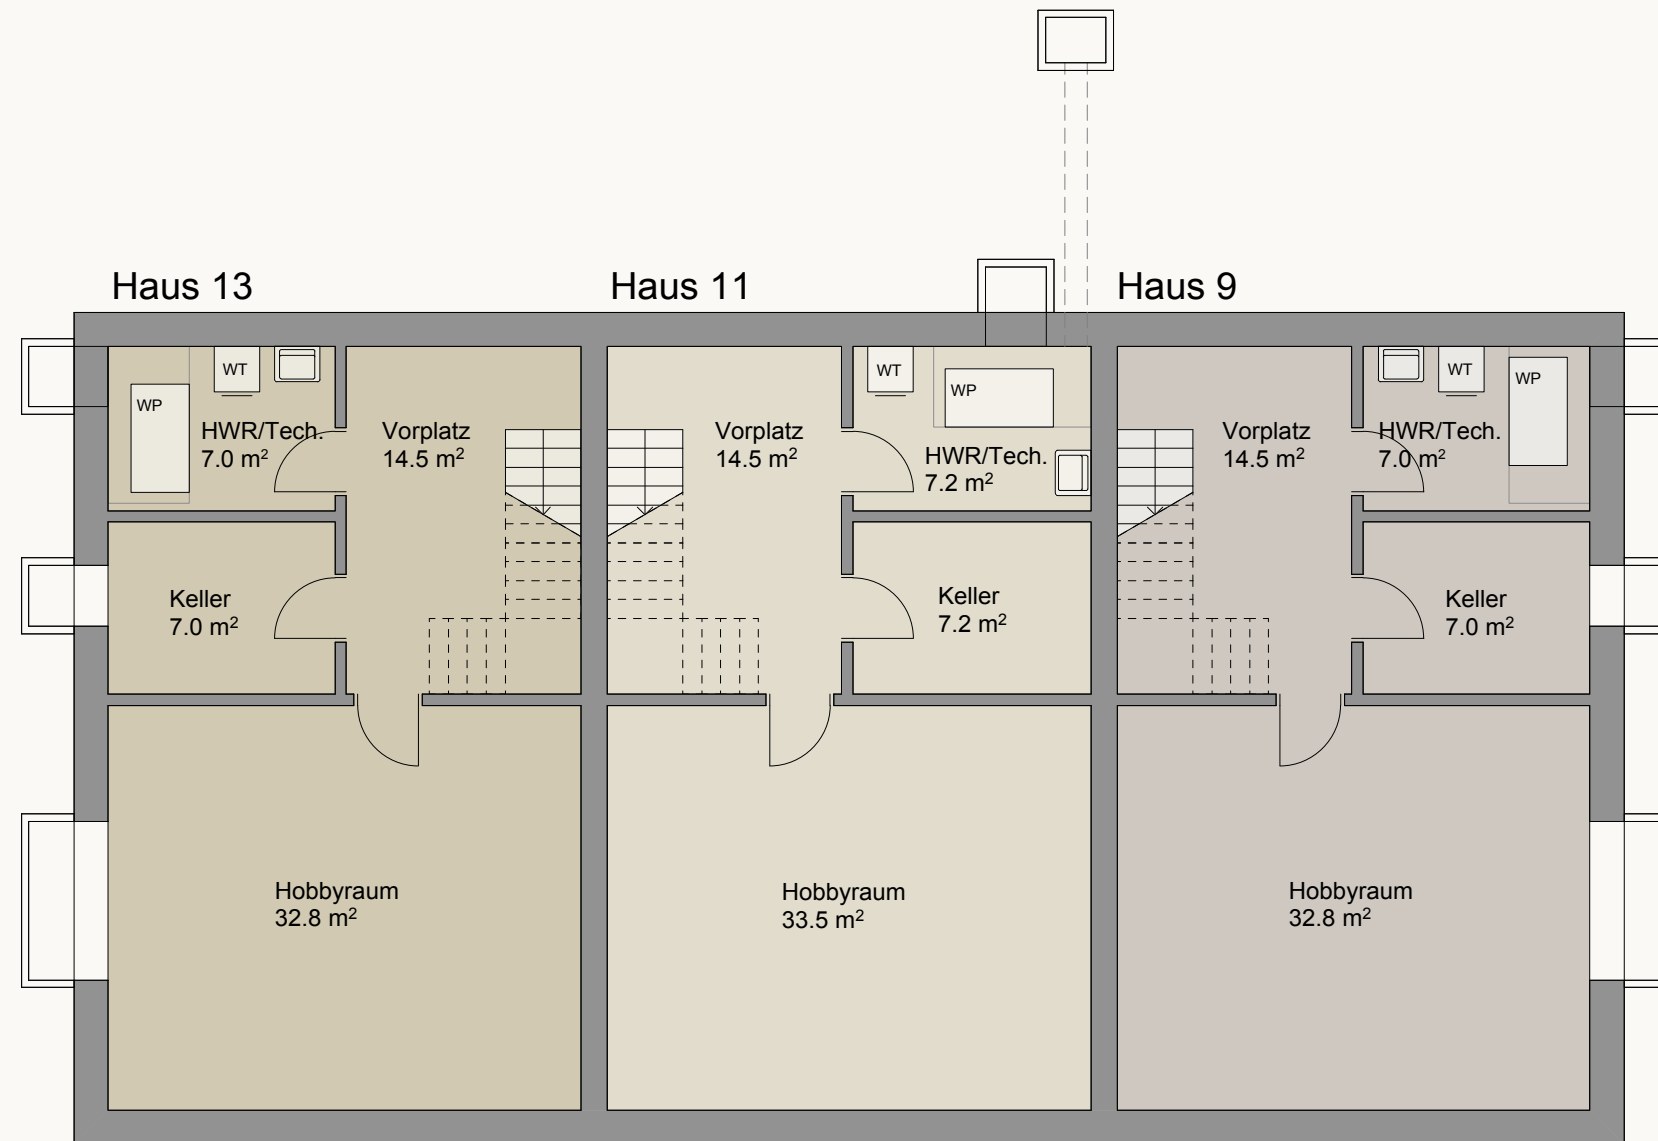 Haus 13
Haus 11
Haus 9
WT
WP
HWR/Tech.
7.0 m²
Vorplatz
14.5 m²
Keller
7.0 m²
Hobbyraum
32.8 m²
Vorplatz
14.5 m²
WT
WP
HWR/Tech.
7.2 m²
Keller
7.2 m²
Hobbyraum
33.5 m²
Vorplatz
14.5 m²
WT
WP
HWR/Tech.
7.0 m²
Keller
7.0 m²
Hobbyraum
32.8 m²